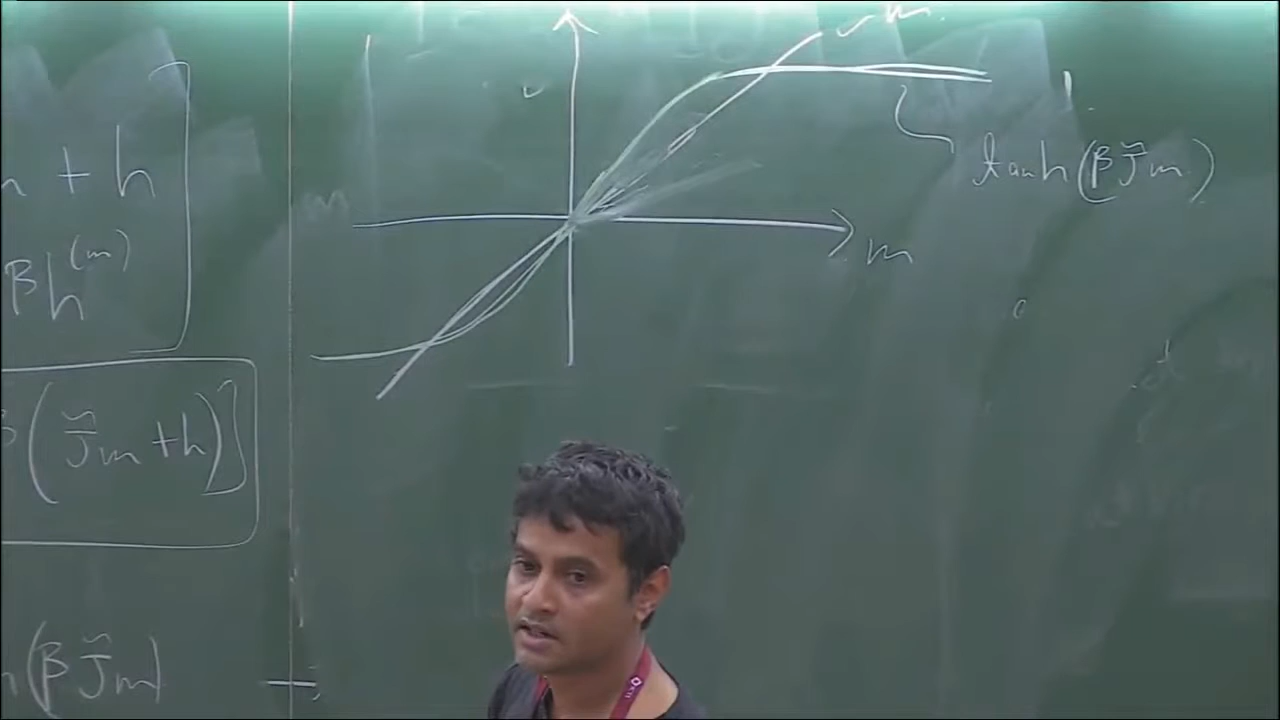 + h
βh^(m)
(J̃m + h)]
(βJ̃m)
m
tanh(βJ̃m)
m